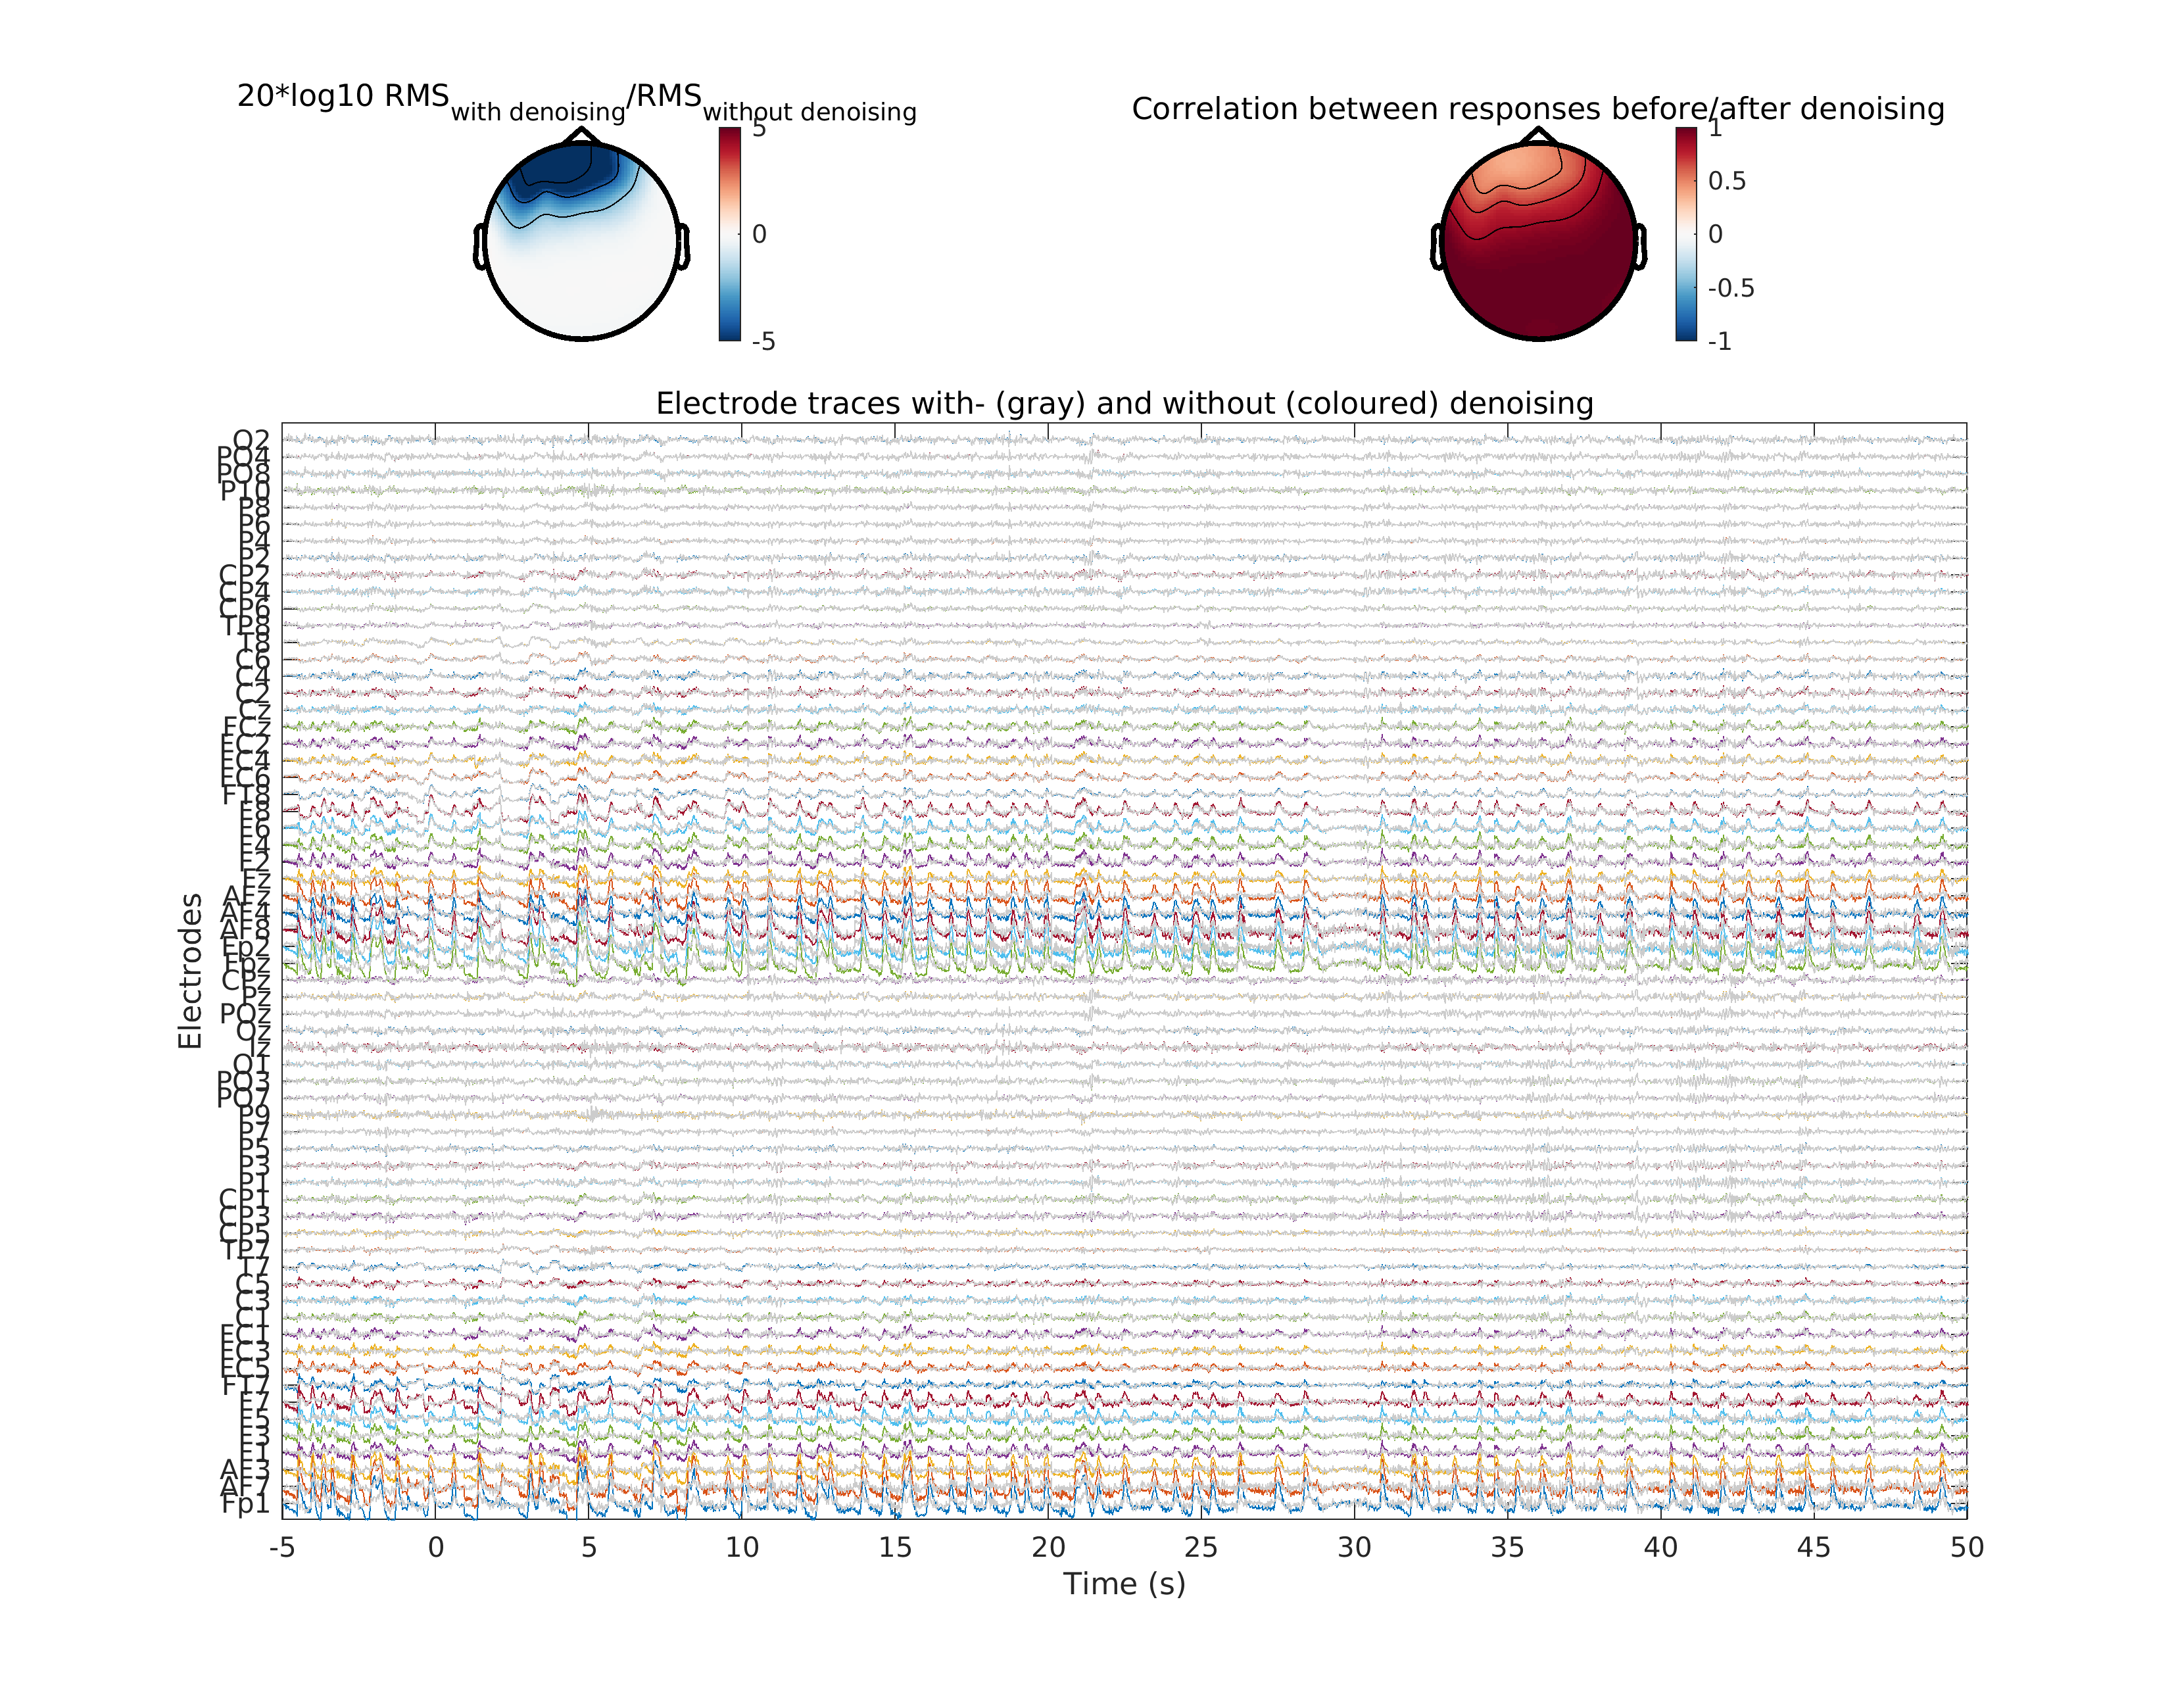 20*log10 RMS with denoising/RMS without denoising
5
0
-5
Correlation between responses before/after denoising
1
0.5
0
-0.5
-1
Electrode traces with- (gray) and without (coloured) denoising
Electrodes
O2
PO4
PO8
P10
P8
P6
P4
P2
CP2
CP4
CP6
TP8
T8
C6
C4
C2
Cz
FCz
FC2
FC4
FC6
FT8
F8
F6
F4
F2
Fz
AFz
AF4
AF8
Fp2
Fpz
CPz
Pz
POz
Oz
Iz
O1
PO3
PO7
P9
P7
P5
P3
P1
CP1
CP3
CP5
TP7
T7
C5
C3
C1
FC1
FC3
FC5
FT7
F7
F5
F3
F1
AF3
AF7
Fp1
-5 0 5 10 15 20 25 30 35 40 45 50
Time (s)